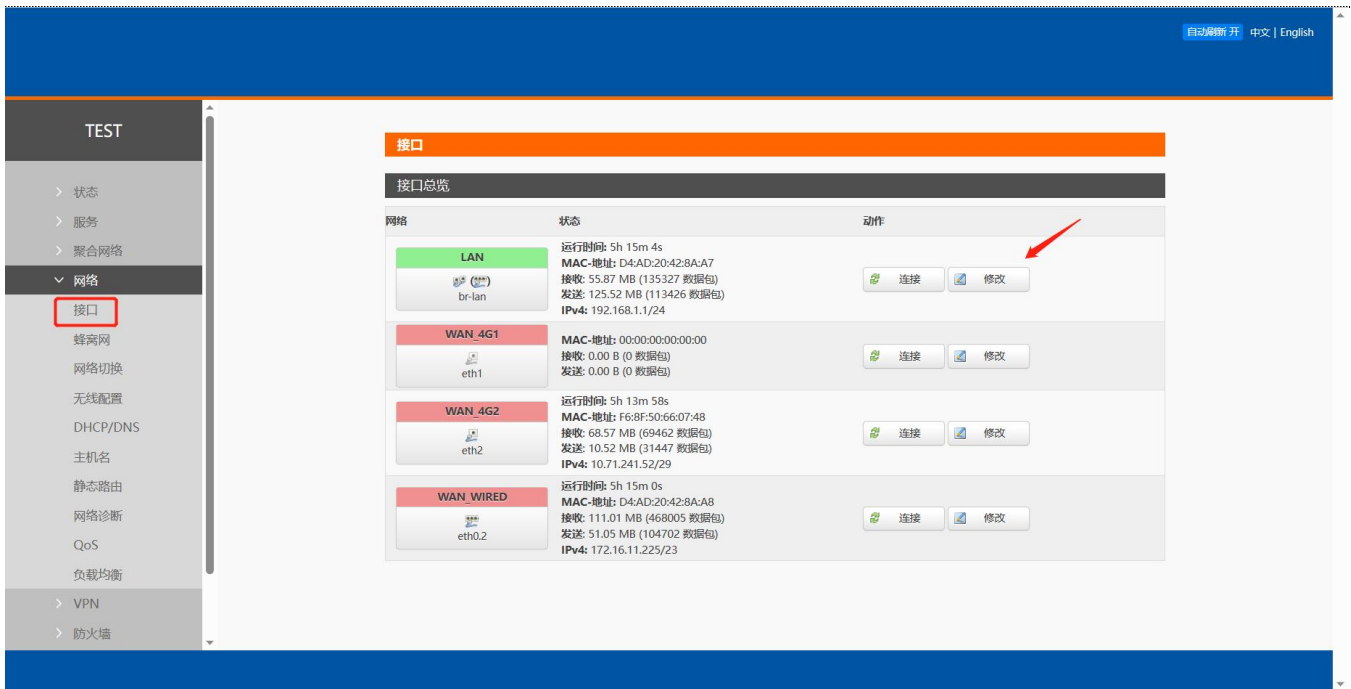 自动刷新 开 中文 | English
TEST
状态
服务
聚合网络
网络
接口
蜂窝网
网络切换
无线配置
DHCP/DNS
主机名
静态路由
网络诊断
QoS
负载均衡
VPN
防火墙
接口
接口总览
网络 状态 动作
LAN
br-lan
运行时间: 5h 15m 4s
MAC-地址: D4:AD:20:42:8A:A7
接收: 55.87 MB (135327 数据包)
发送: 125.52 MB (113426 数据包)
IPv4: 192.168.1.1/24
连接 修改
WAN_4G1
eth1
MAC-地址: 00:00:00:00:00:00
接收: 0.00 B (0 数据包)
发送: 0.00 B (0 数据包)
连接 修改
WAN_4G2
eth2
运行时间: 5h 13m 58s
MAC-地址: F6:8F:50:66:07:48
接收: 68.57 MB (69462 数据包)
发送: 10.52 MB (31447 数据包)
IPv4: 10.71.241.52/29
连接 修改
WAN_WIRED
eth0.2
运行时间: 5h 15m 0s
MAC-地址: D4:AD:20:42:8A:A8
接收: 111.01 MB (468005 数据包)
发送: 51.05 MB (104702 数据包)
IPv4: 172.16.11.225/23
连接 修改